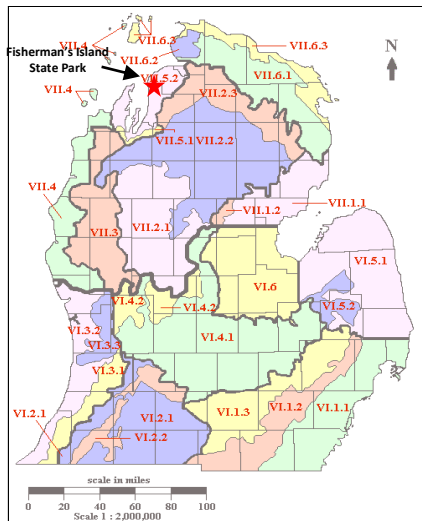 VII.4
VII.6.3
VII.6.3
Fisherman's Island
State Park
VII.6.2
VII.6.1
N
VII.5.2
VII.4
VII.2.3
VII.5.1
VII.2.2
VII.4
VII.3
VII.2.1
VII.1.2
VII.1.1
VI.5.1
VI.6
VI.5.2
VI.4.2
VI.4.2
VI.3.2
VI.3.3
VI.4.1
VI.3.1
VI.2.1
VI.2.1
VI.2.2
VI.1.3
VI.1.2
VI.1.1
scale in miles
0 20 40 60 80 100
Scale 1 : 2,000,000